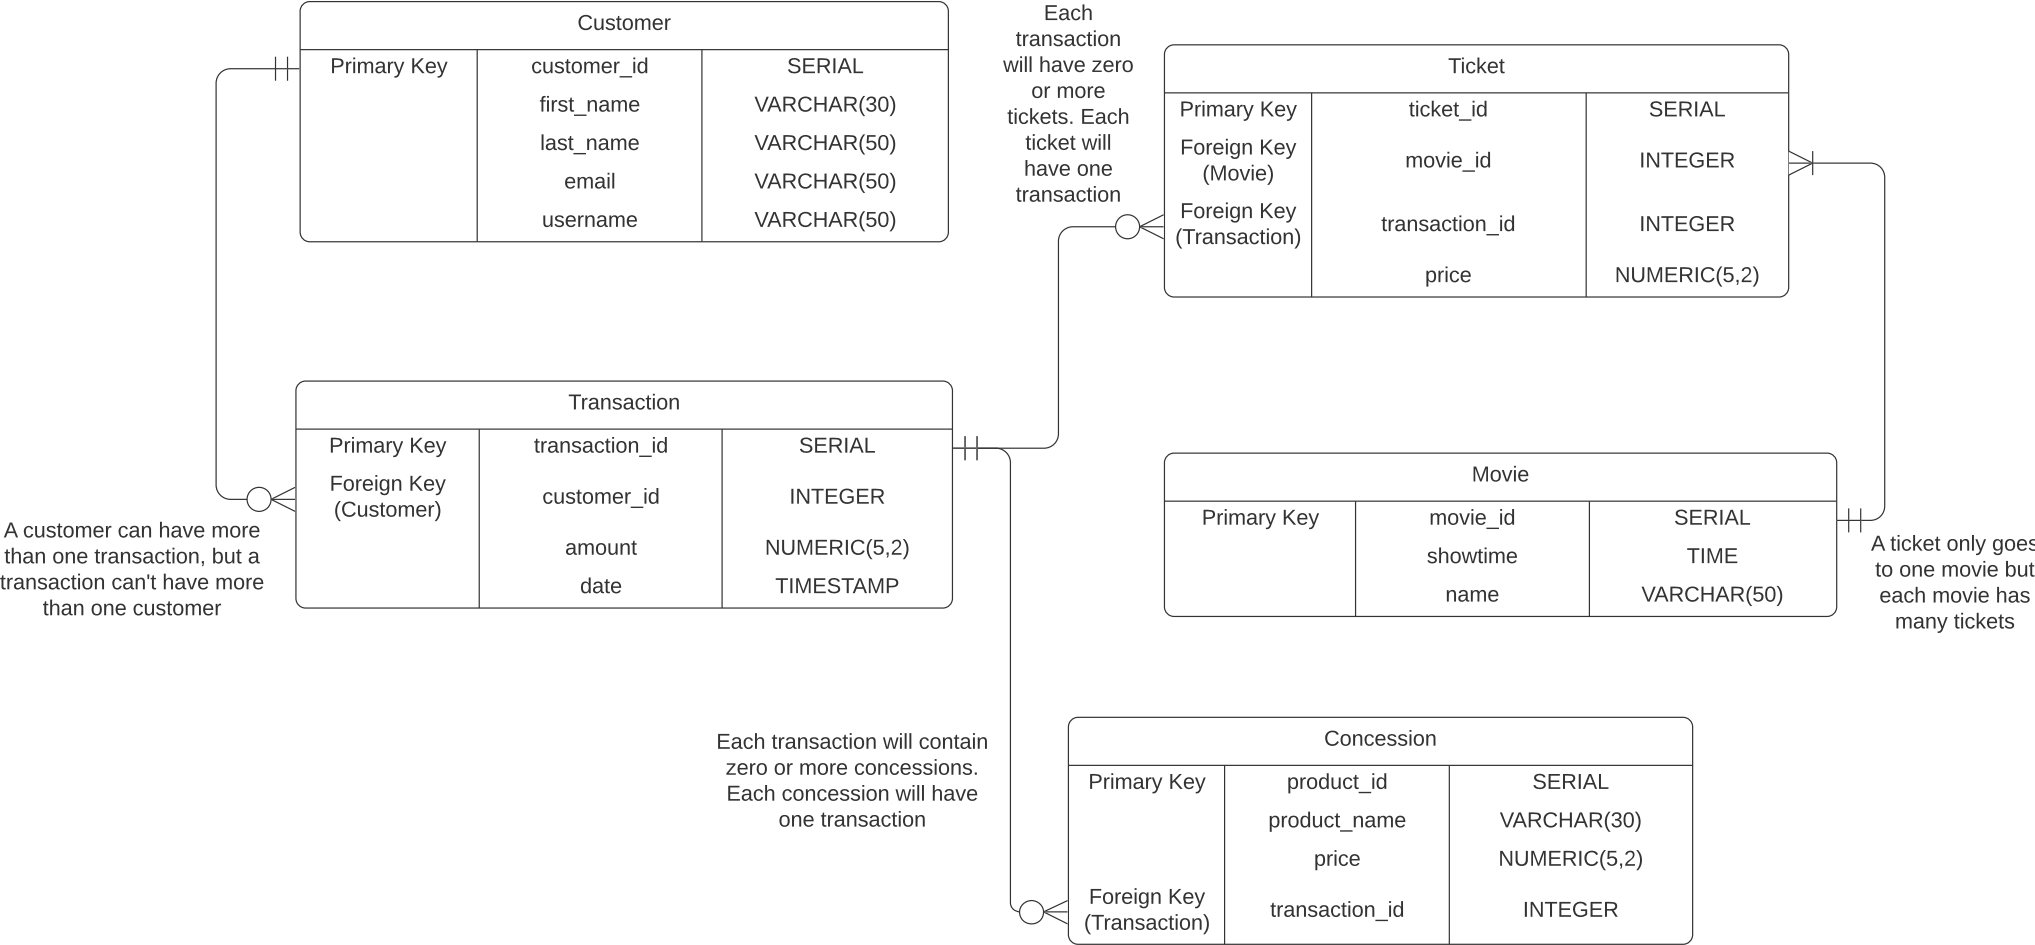 Customer
Primary Key customer_id SERIAL
first_name VARCHAR(30)
last_name VARCHAR(50)
email VARCHAR(50)
username VARCHAR(50)
Each
transaction
will have zero
or more
tickets. Each
ticket will
have one
transaction
Ticket
Primary Key ticket_id SERIAL
Foreign Key
(Movie)
movie_id INTEGER
Foreign Key
(Transaction)
transaction_id INTEGER
price NUMERIC(5,2)
Transaction
Primary Key transaction_id SERIAL
Foreign Key
(Customer)
customer_id INTEGER
amount NUMERIC(5,2)
date TIMESTAMP
A customer can have more
than one transaction, but a
transaction can't have more
than one customer
Movie
Primary Key movie_id SERIAL
showtime TIME
name VARCHAR(50)
A ticket only goes
to one movie but
each movie has
many tickets
Each transaction will contain
zero or more concessions.
Each concession will have
one transaction
Concession
Primary Key product_id SERIAL
product_name VARCHAR(30)
price NUMERIC(5,2)
Foreign Key
(Transaction)
transaction_id INTEGER